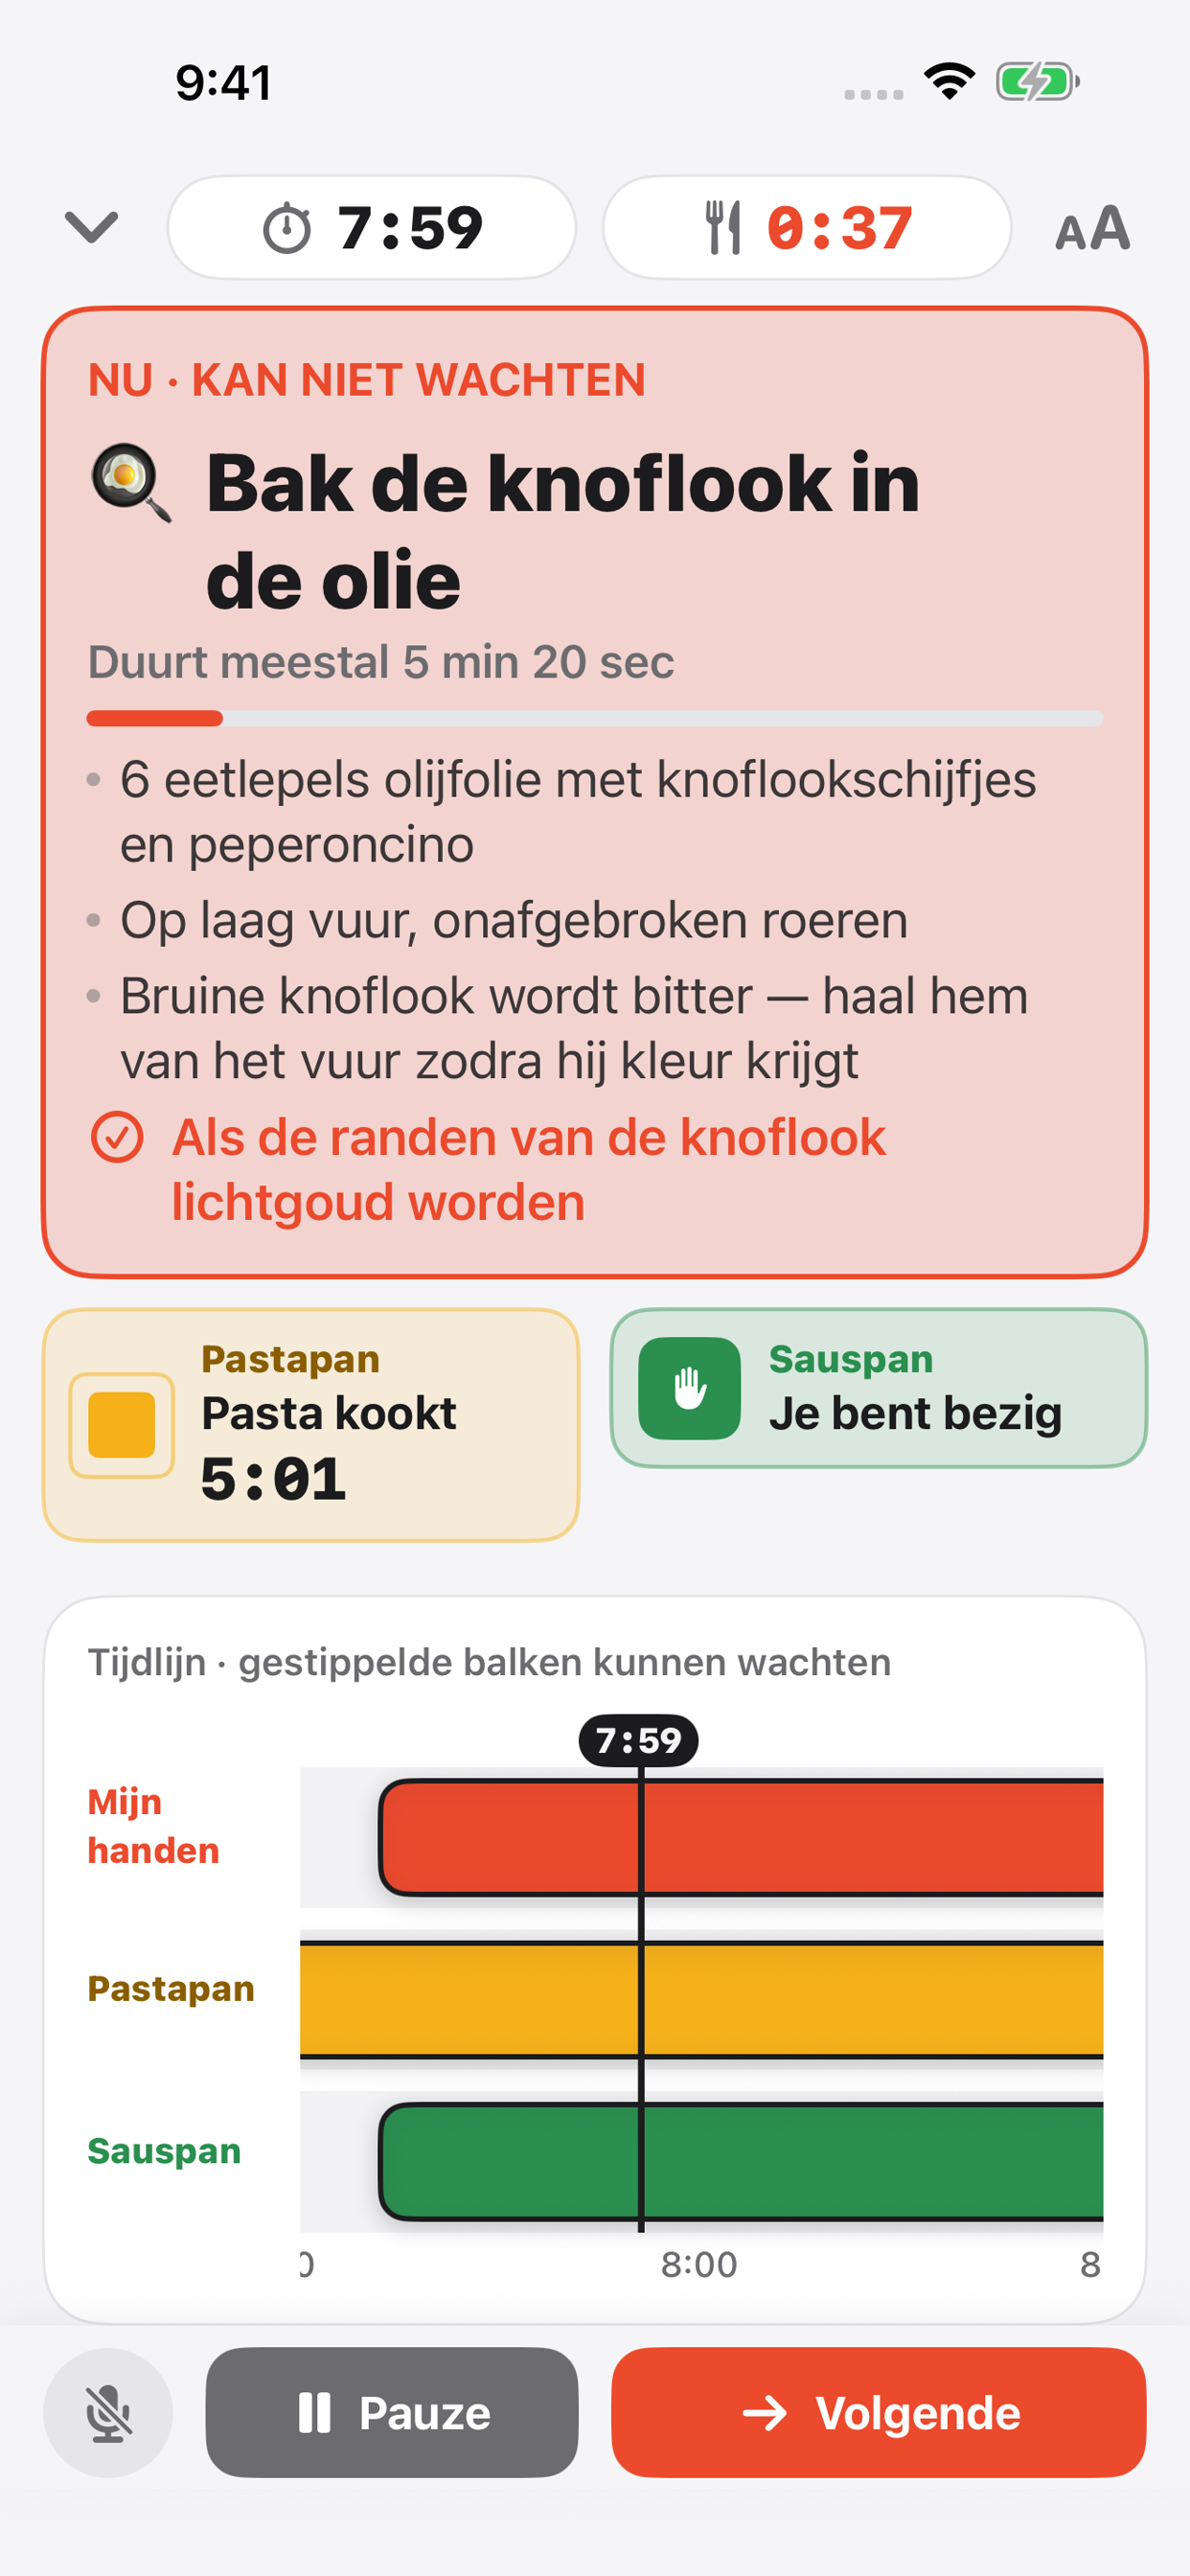 9:41
7:59
0:37
AA
NU · KAN NIET WACHTEN
Bak de knoflook in
de olie
Duurt meestal 5 min 20 sec
• 6 eetlepels olijfolie met knoflookschijfjes
en peperoncino
• Op laag vuur, onafgebroken roeren
• Bruine knoflook wordt bitter — haal hem
van het vuur zodra hij kleur krijgt
Als de randen van de knoflook
lichtgoud worden
Pastapan
Pasta kookt
5:01
Sauspan
Je bent bezig
Tijdlijn · gestippelde balken kunnen wachten
7:59
Mijn
handen
Pastapan
Sauspan
0
8:00
8
Pauze
Volgende